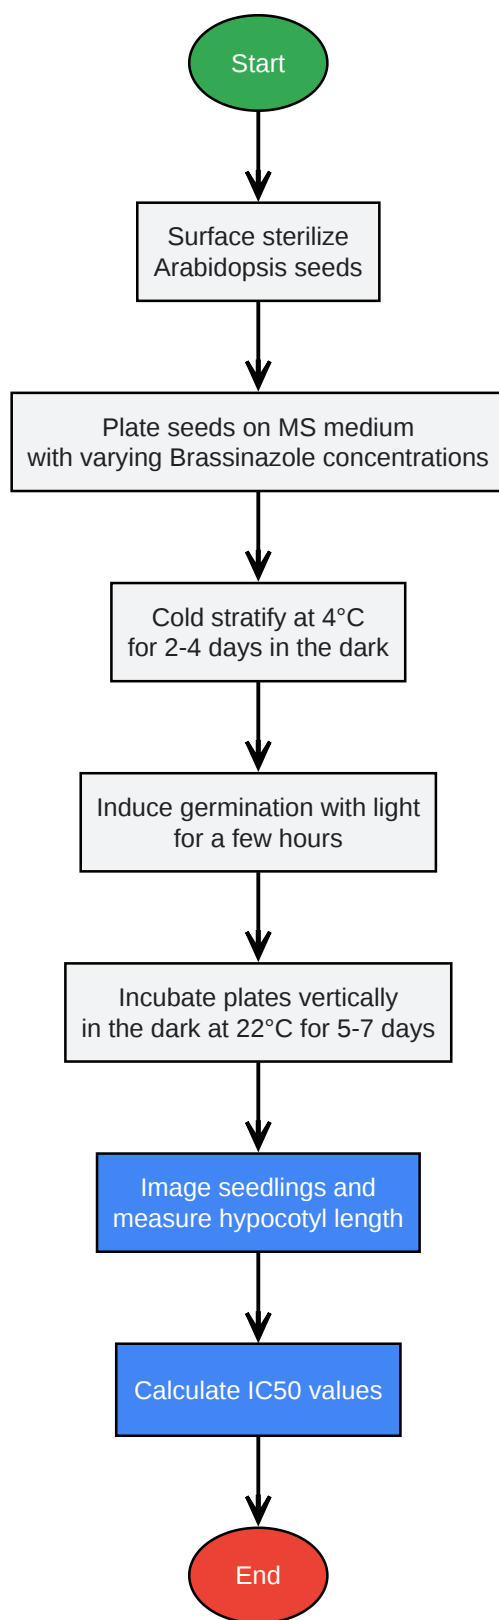 Start
Surface sterilize
Arabidopsis seeds
Plate seeds on MS medium
with varying Brassinazole concentrations
Cold stratify at 4°C
for 2-4 days in the dark
Induce germination with light
for a few hours
Incubate plates vertically
in the dark at 22°C for 5-7 days
Image seedlings and
measure hypocotyl length
Calculate IC50 values
End